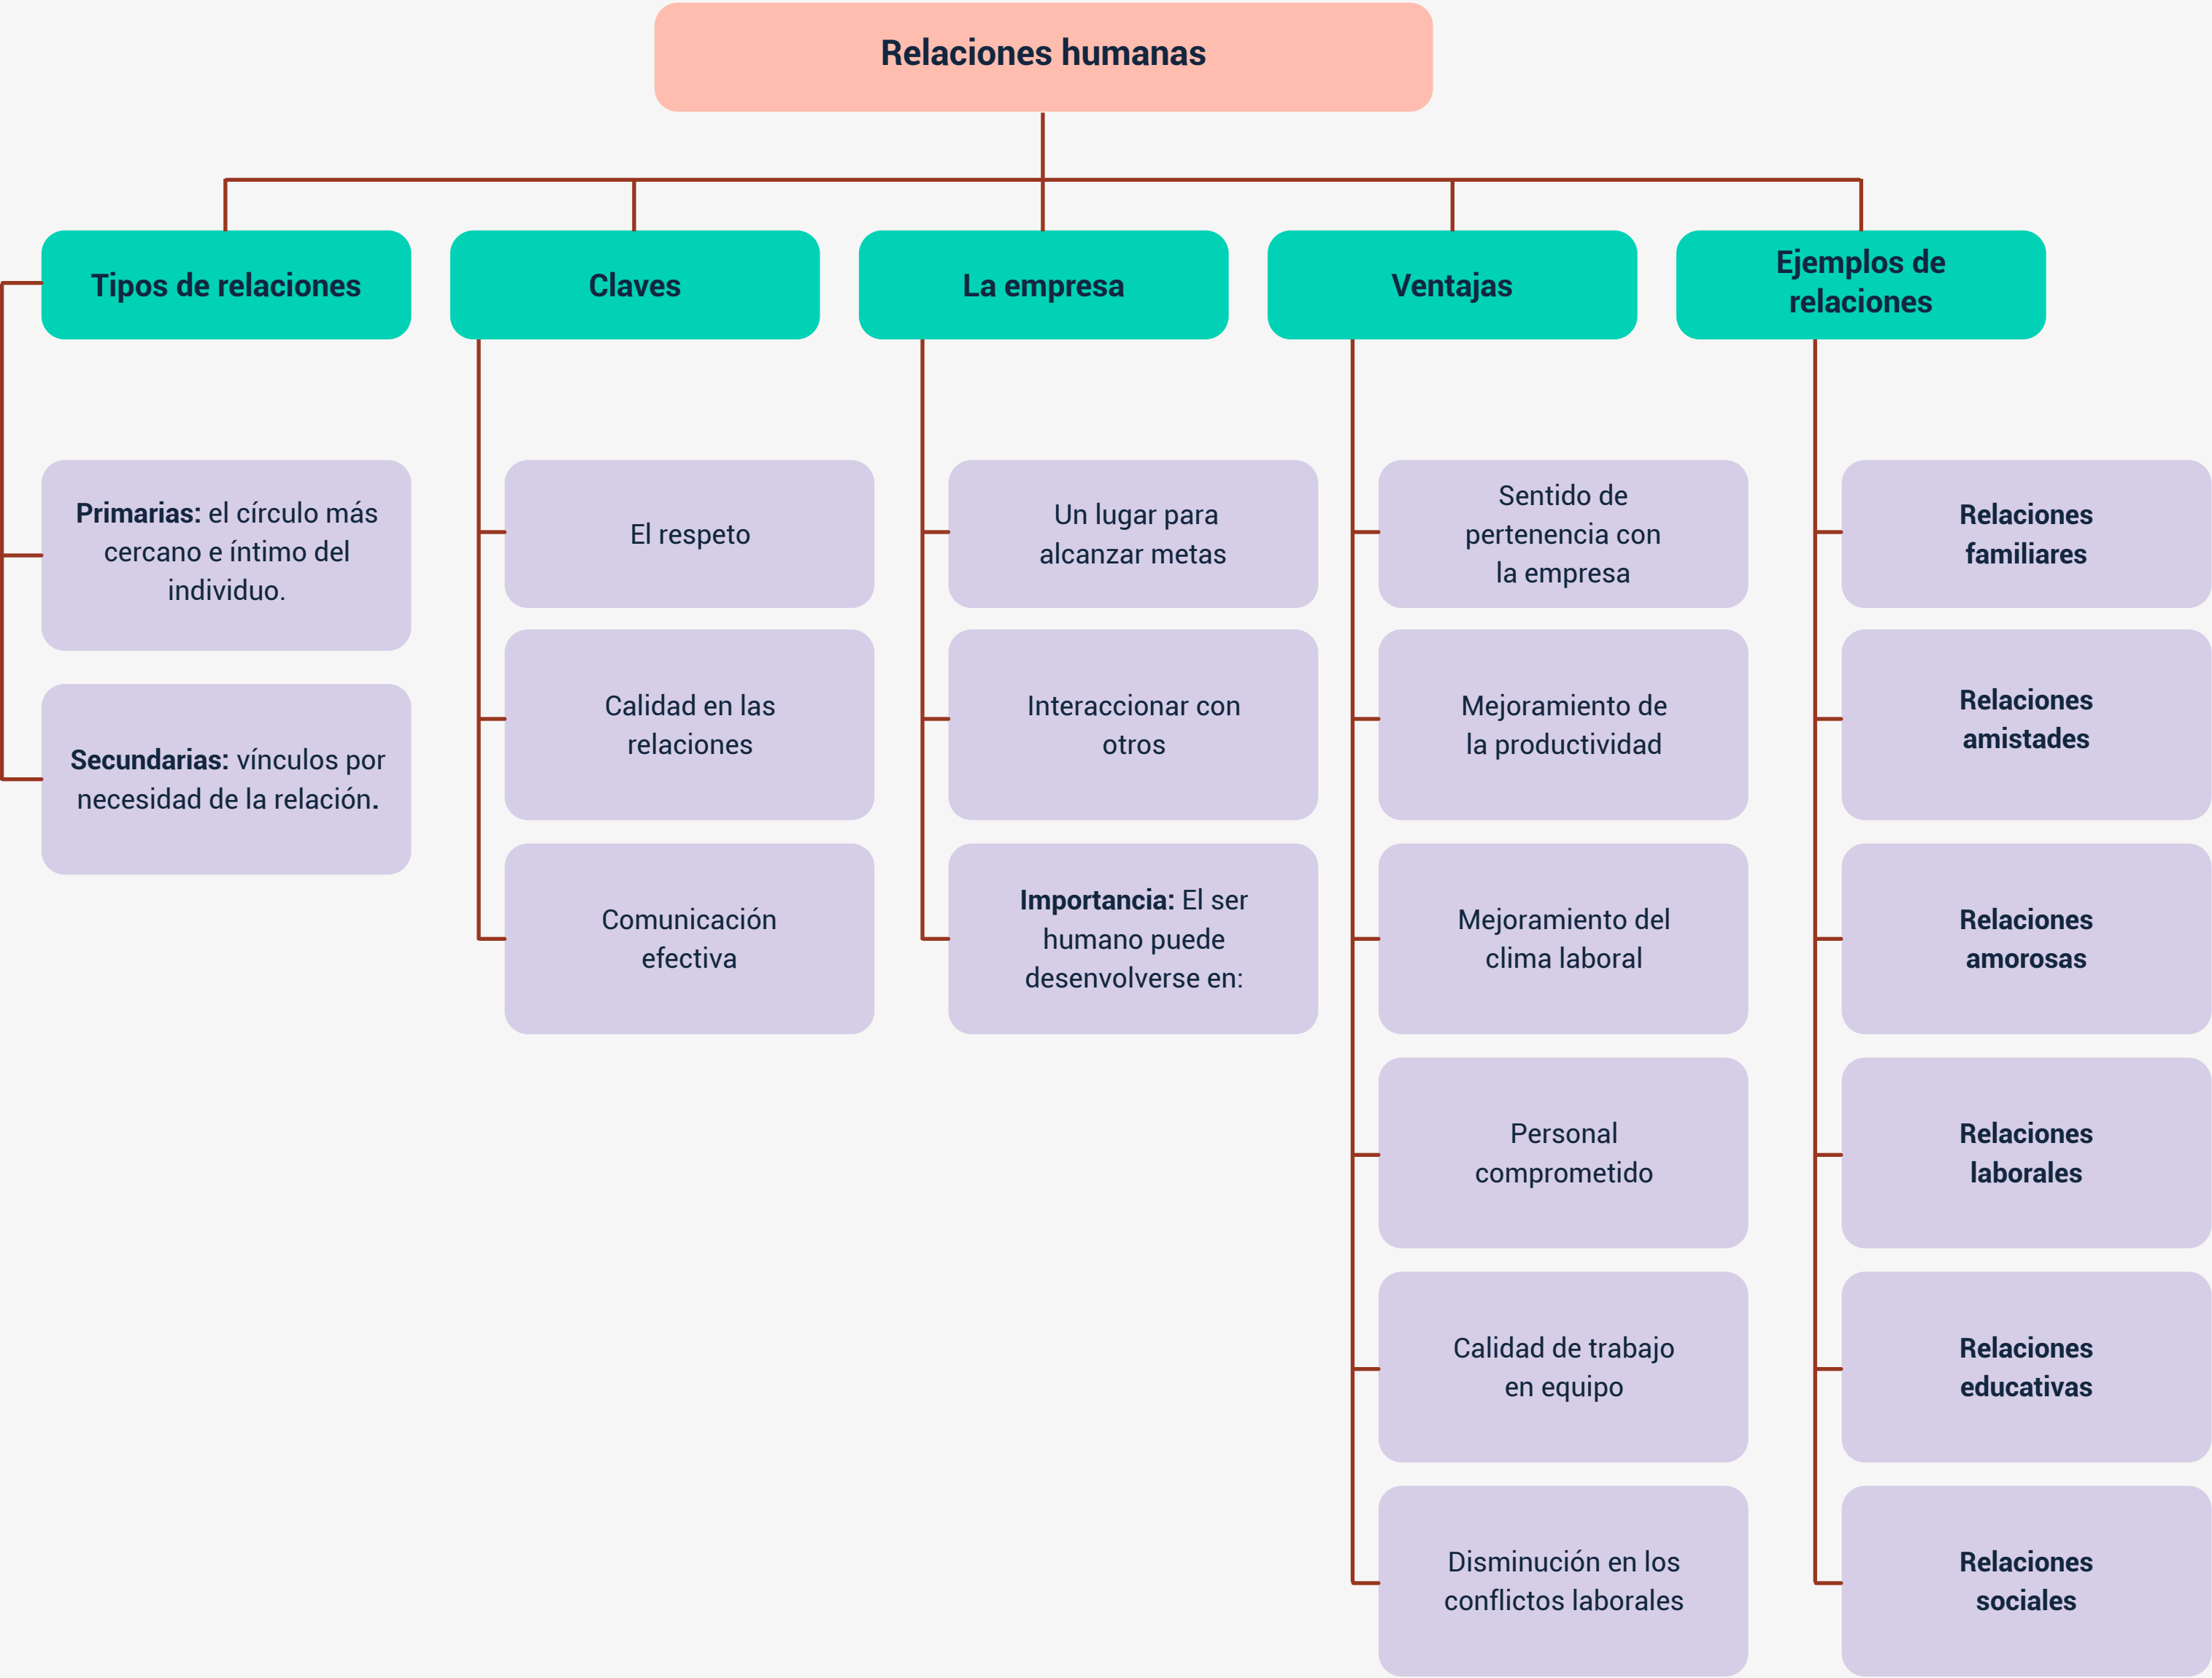 Relaciones humanas
Tipos de relaciones
Claves
La empresa
Ventajas
Ejemplos de
relaciones
Primarias: el círculo más
cercano e íntimo del
individuo.
Secundarias: vínculos por
necesidad de la relación.
El respeto
Calidad en las
relaciones
Comunicación
efectiva
Un lugar para
alcanzar metas
Interaccionar con
otros
Importancia: El ser
humano puede
desenvolverse en:
Sentido de
pertenencia con
la empresa
Mejoramiento de
la productividad
Mejoramiento del
clima laboral
Personal
comprometido
Calidad de trabajo
en equipo
Disminución en los
conflictos laborales
Relaciones
familiares
Relaciones
amistades
Relaciones
amorosas
Relaciones
laborales
Relaciones
educativas
Relaciones
sociales